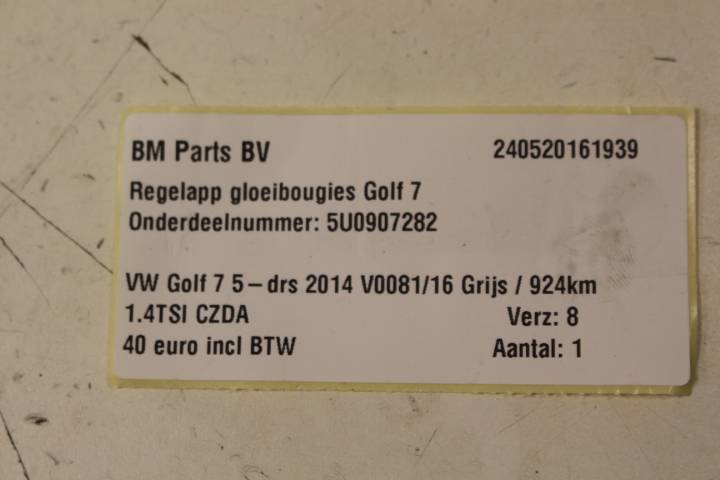 BM Parts BV 240520161939
Regelapp gloeibougies Golf 7
Onderdeelnummer: 5U0907282
VW Golf 7 5-drs 2014 V0081/16 Grijs / 924km
1.4TSI CZDA Verz: 8
40 euro incl BTW Aantal: 1